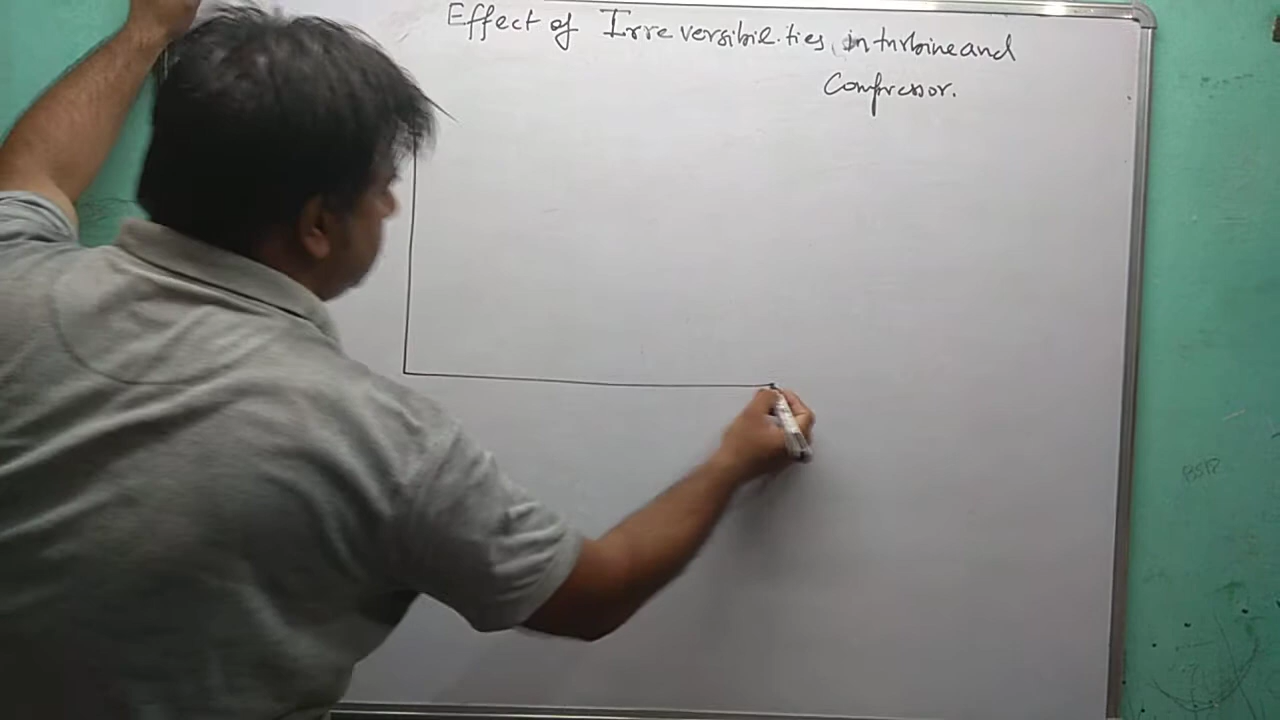 Effect of Irreversibilities in turbine and
Compressor.